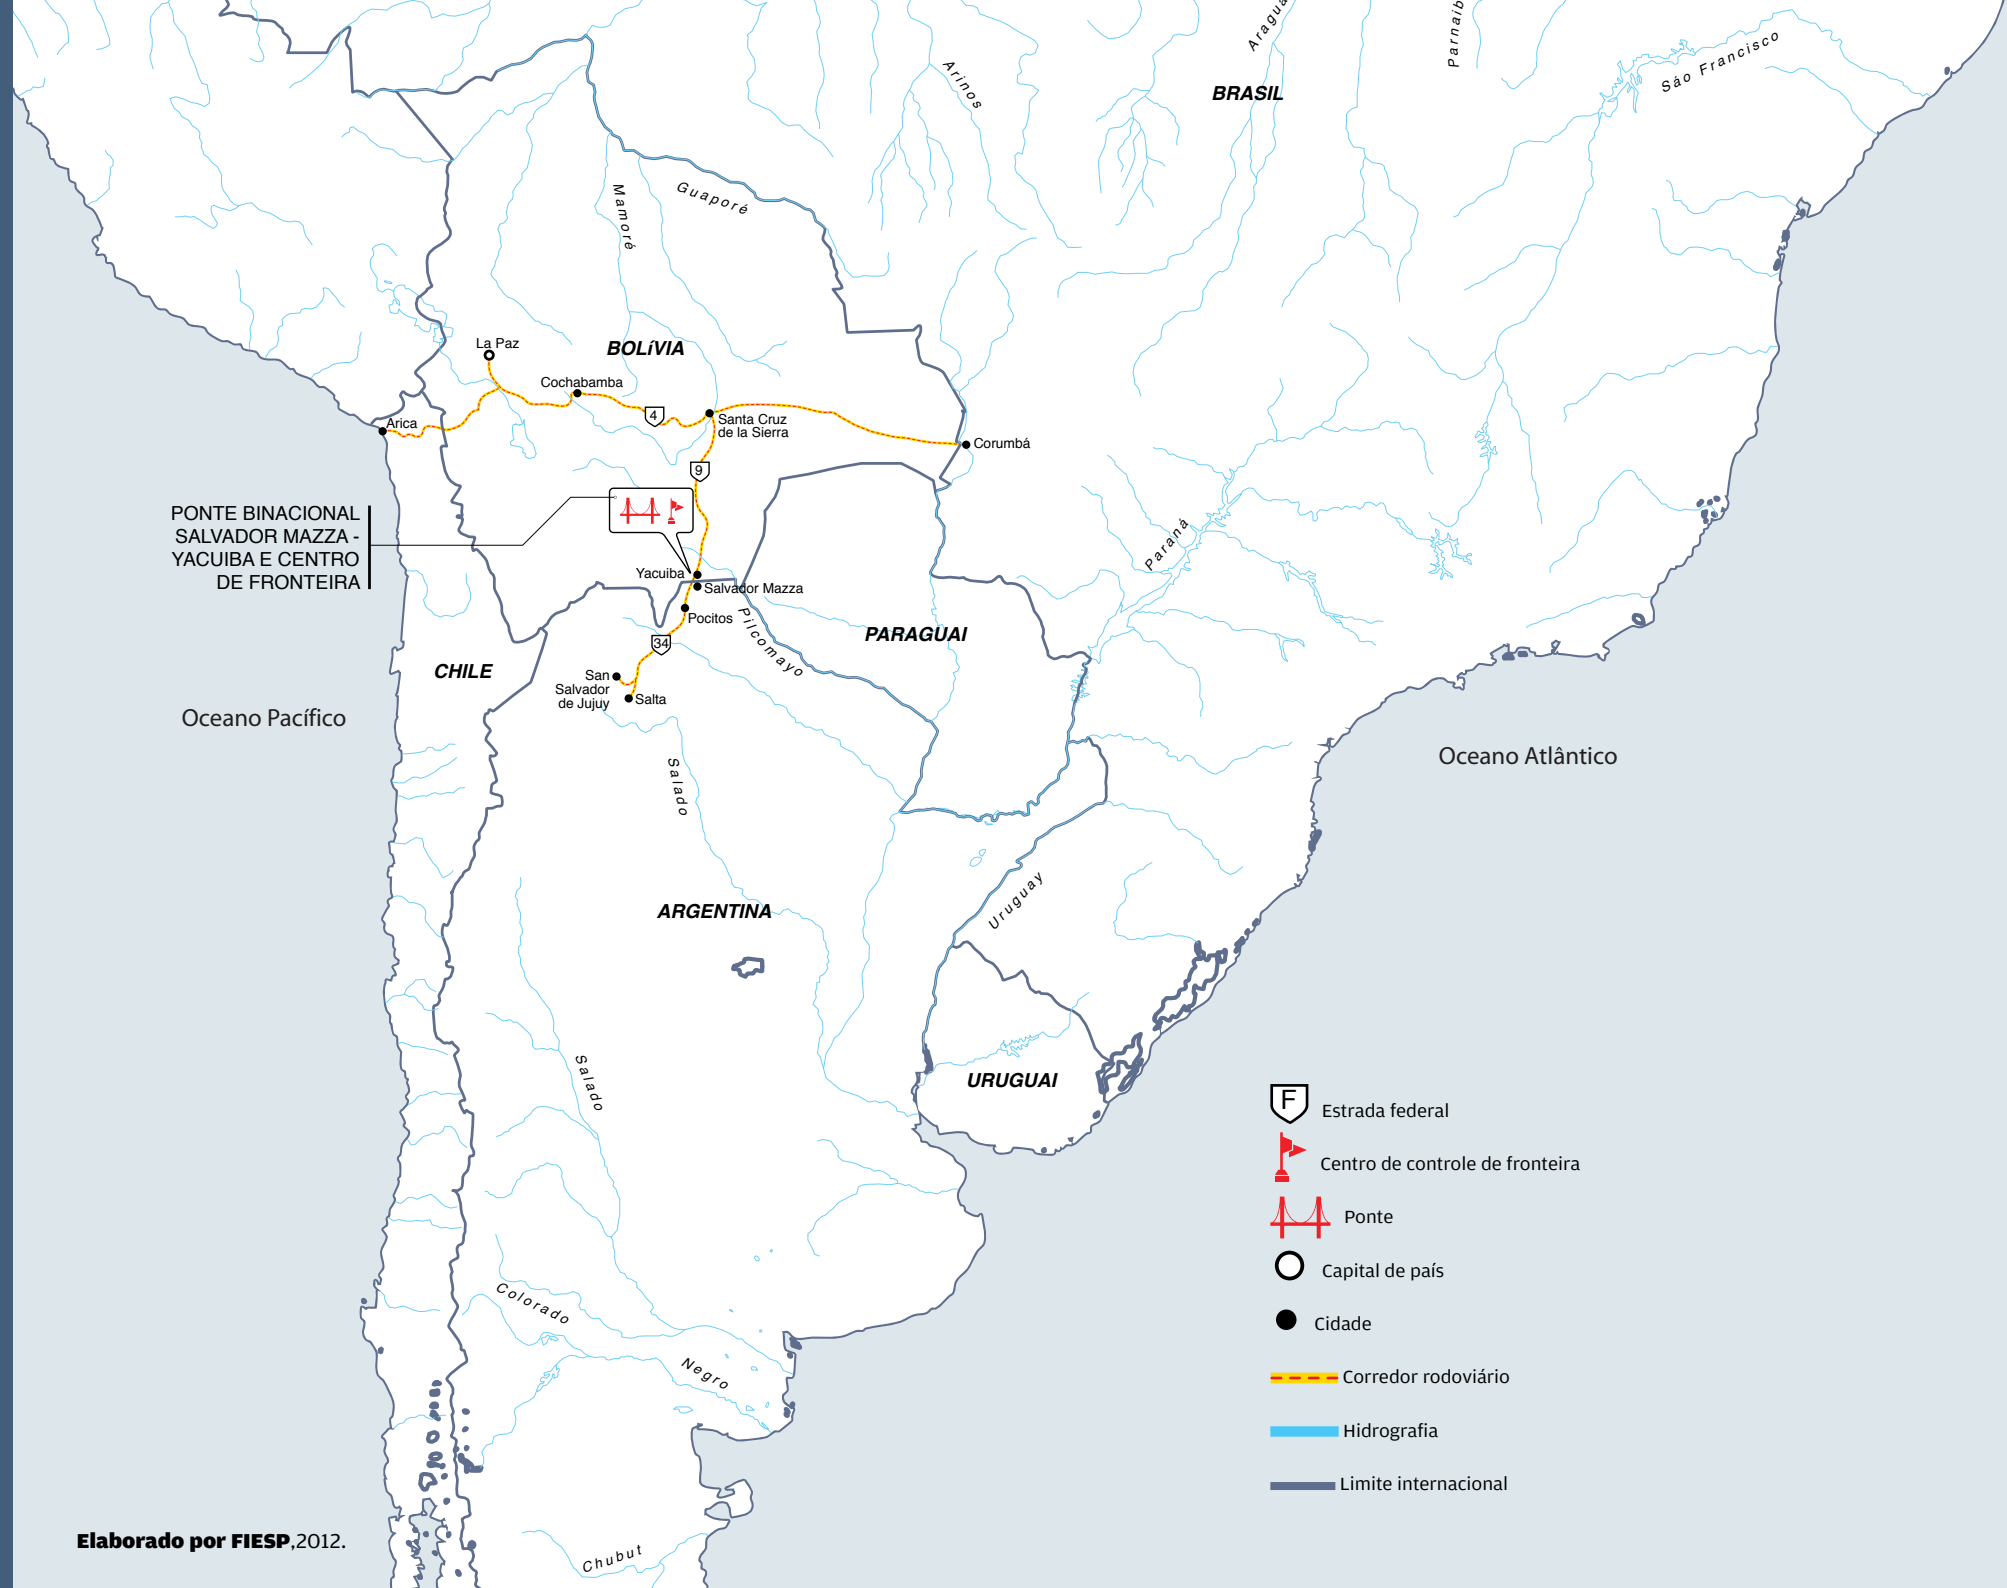 Aragua
Parnaíb
São Francisco
Arinos
BRASIL
Mamoré
Guaporé
La Paz
BOLíVIA
Cochabamba
4
Arica
Santa Cruz
de la Sierra
Corumbá
9
PONTE BINACIONAL
SALVADOR MAZZA -
YACUIBA E CENTRO
DE FRONTEIRA
Paraná
Yacuiba
Salvador Mazza
Pocitos
Pilcomayo
PARAGUAI
34
CHILE
San
Salvador
de Jujuy
Salta
Oceano Pacífico
Oceano Atlântico
Salado
Uruguay
ARGENTINA
Salado
URUGUAI
F
Estrada federal
Centro de controle de fronteira
Ponte
Capital de país
Cidade
Corredor rodoviário
Hidrografia
Limite internacional
Colorado
Negro
Chubut
Elaborado por FIESP,2012.